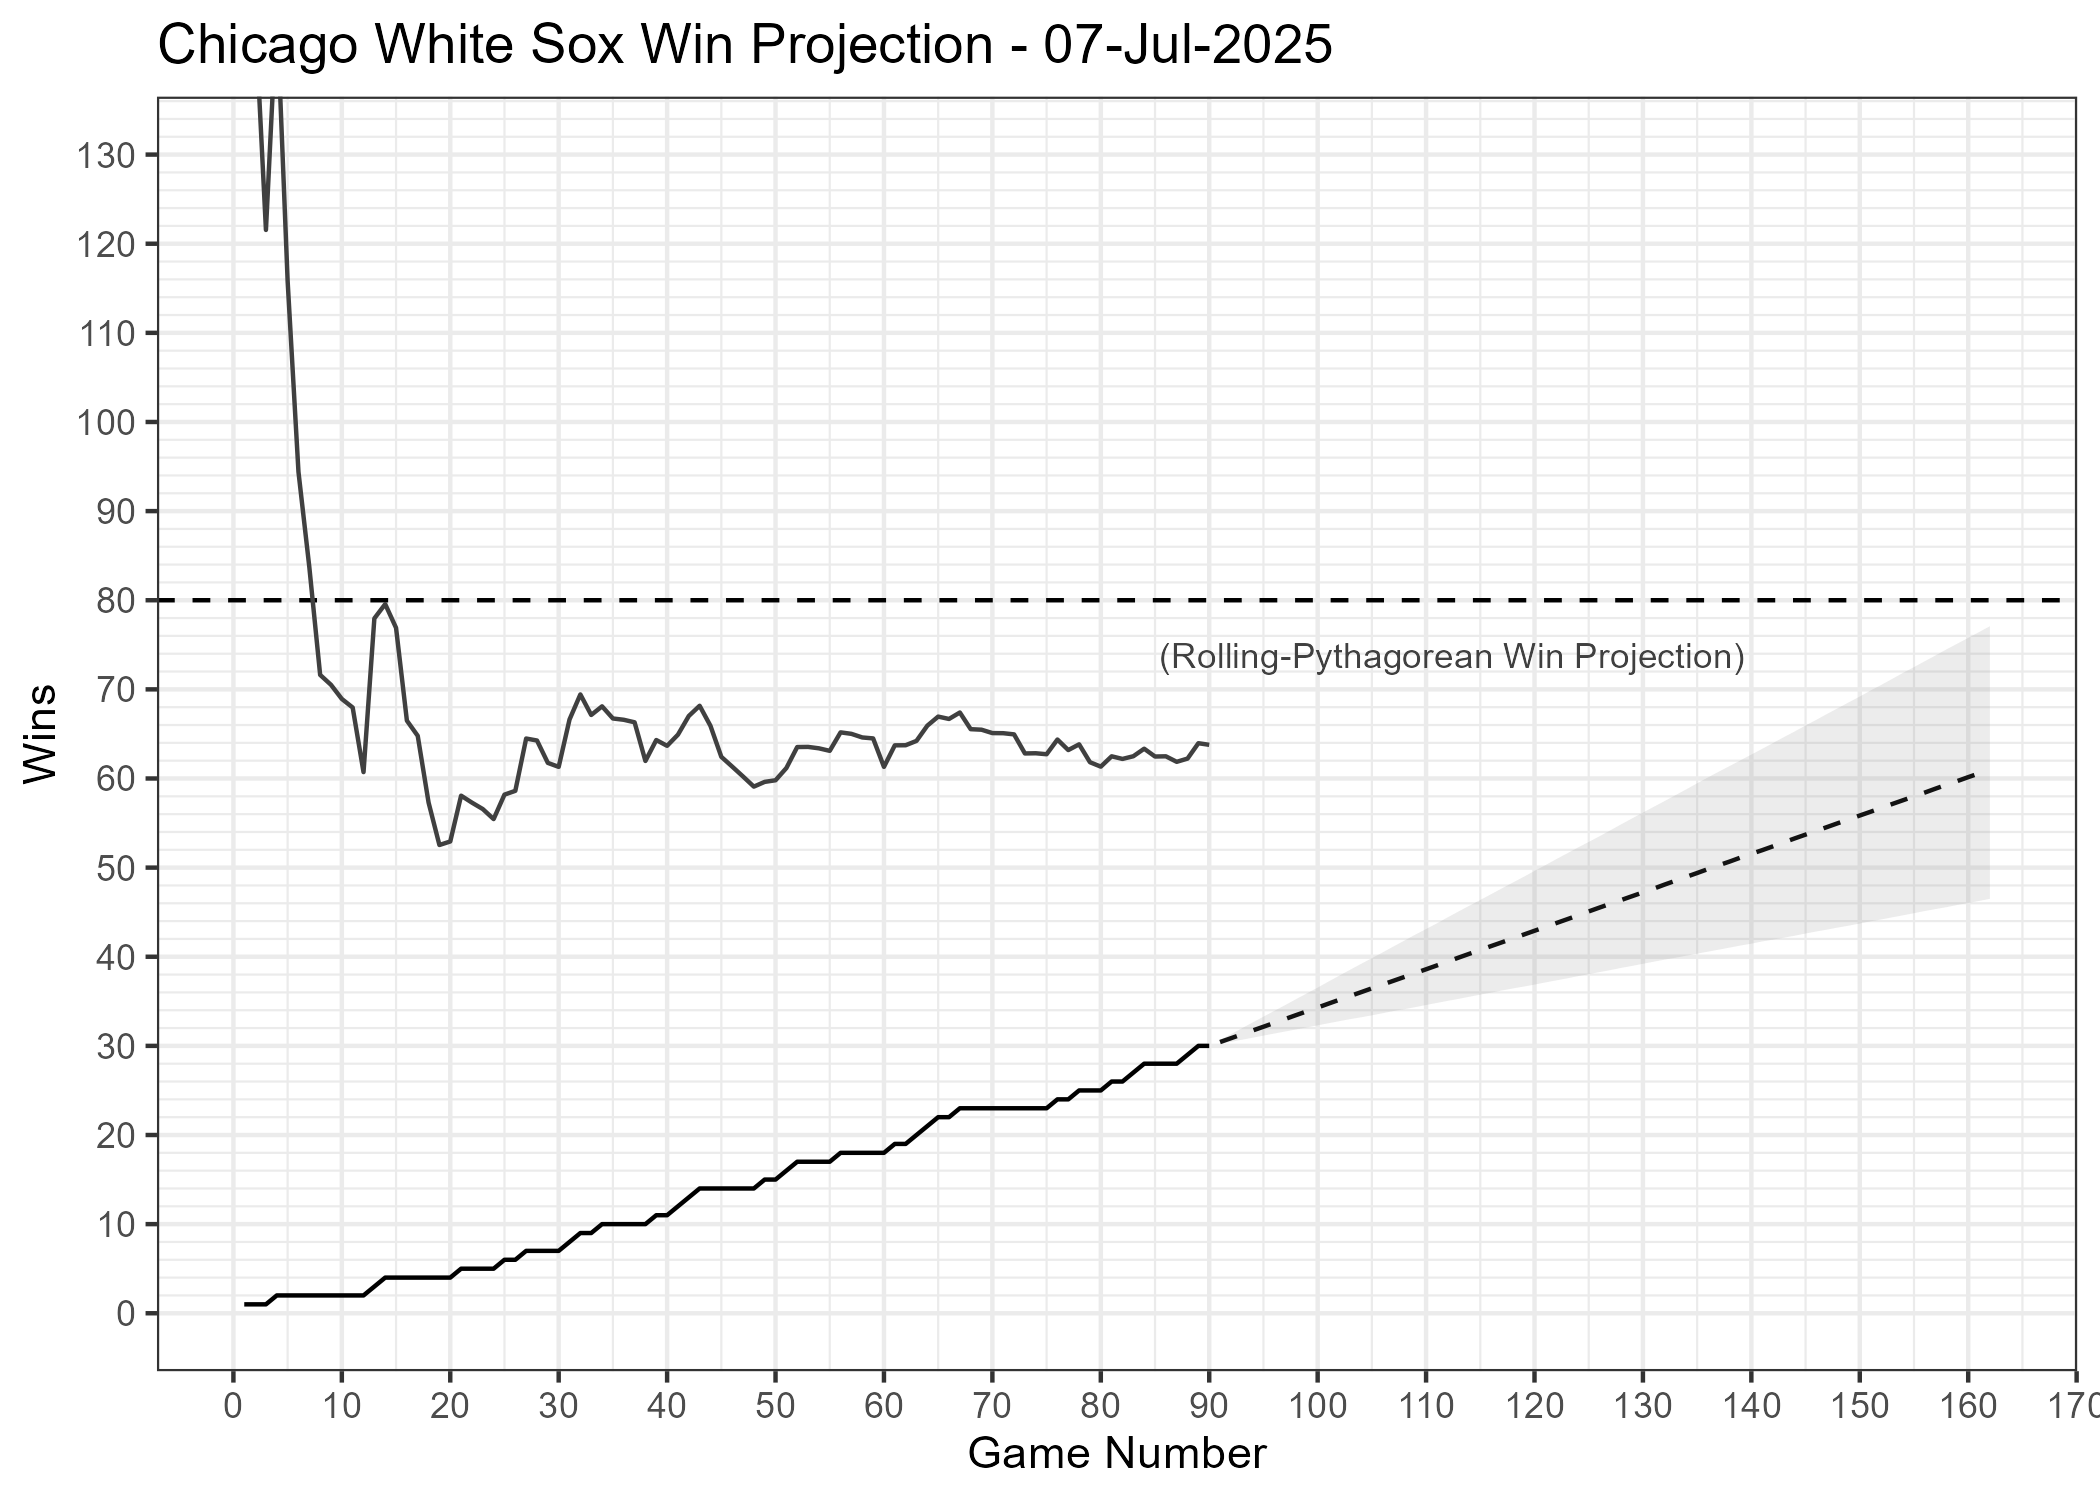 Chicago White Sox Win Projection - 07-Jul-2025
130
120
110
100
90
80
70
60
50
40
30
20
10
0
Wins
(Rolling-Pythagorean Win Projection)
0 10 20 30 40 50 60 70 80 90 100 110 120 130 140 150 160 170
Game Number